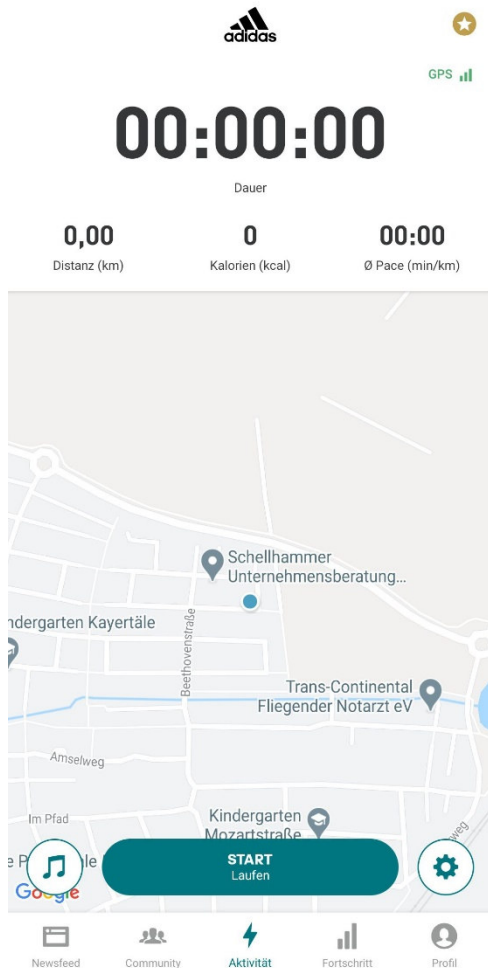 adidas
GPS
00:00:00
Dauer
0,00
0
00:00
Distanz (km)
Kalorien (kcal)
Ø Pace (min/km)
Schellhammer
Unternehmensberatung...
ndergarten Kayertäle
Beethovenstraße
Trans-Continental
Fliegender Notarzt eV
Amselweg
Im Pfad
Kindergarten
Mozartstraße
weg
START
Laufen
Google
Newsfeed
Community
Aktivität
Fortschritt
Profil